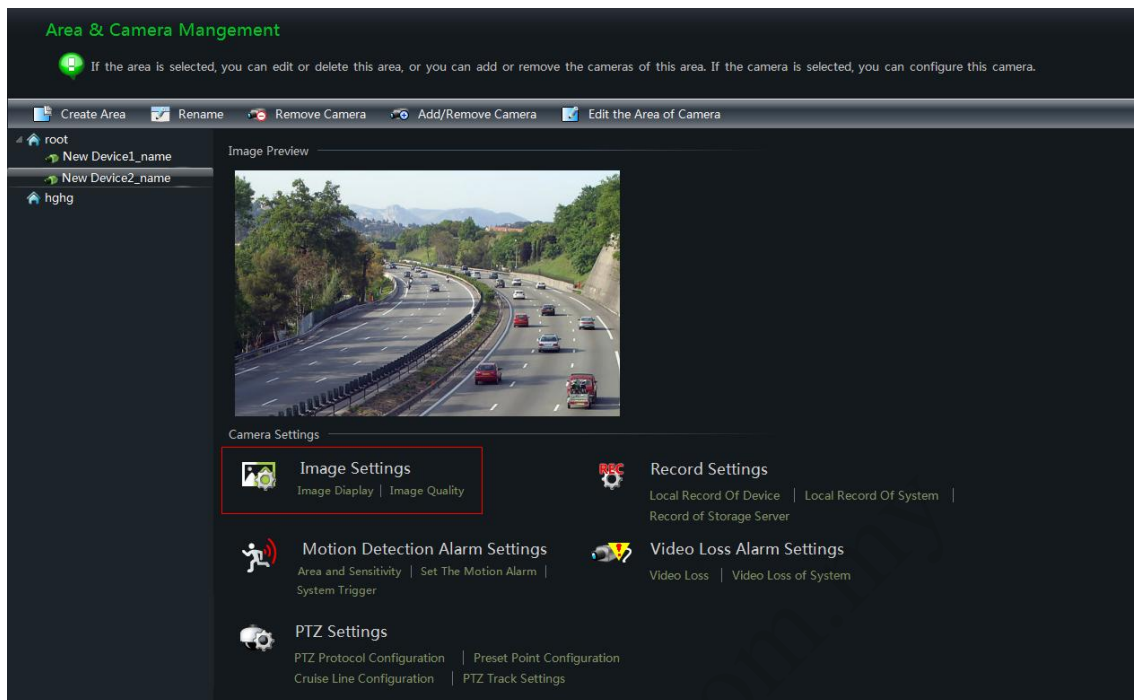 Area & Camera Mangement
If the area is selected, you can edit or delete this area, or you can add or remove the cameras of this area. If the camera is selected, you can configure this camera.
Create Area Rename Remove Camera Add/Remove Camera Edit the Area of Camera
root
New Device1_name
New Device2_name
hghg
Image Preview
Camera Settings
Image Settings
Image Diaplay | Image Quality
Record Settings
Local Record Of Device | Local Record Of System |
Record of Storage Server
Motion Detection Alarm Settings
Area and Sensitivity | Set The Motion Alarm |
System Trigger
Video Loss Alarm Settings
Video Loss | Video Loss of System
PTZ Settings
PTZ Protocol Configuration | Preset Point Configuration
Cruise Line Configuration | PTZ Track Settings
REC
om.my